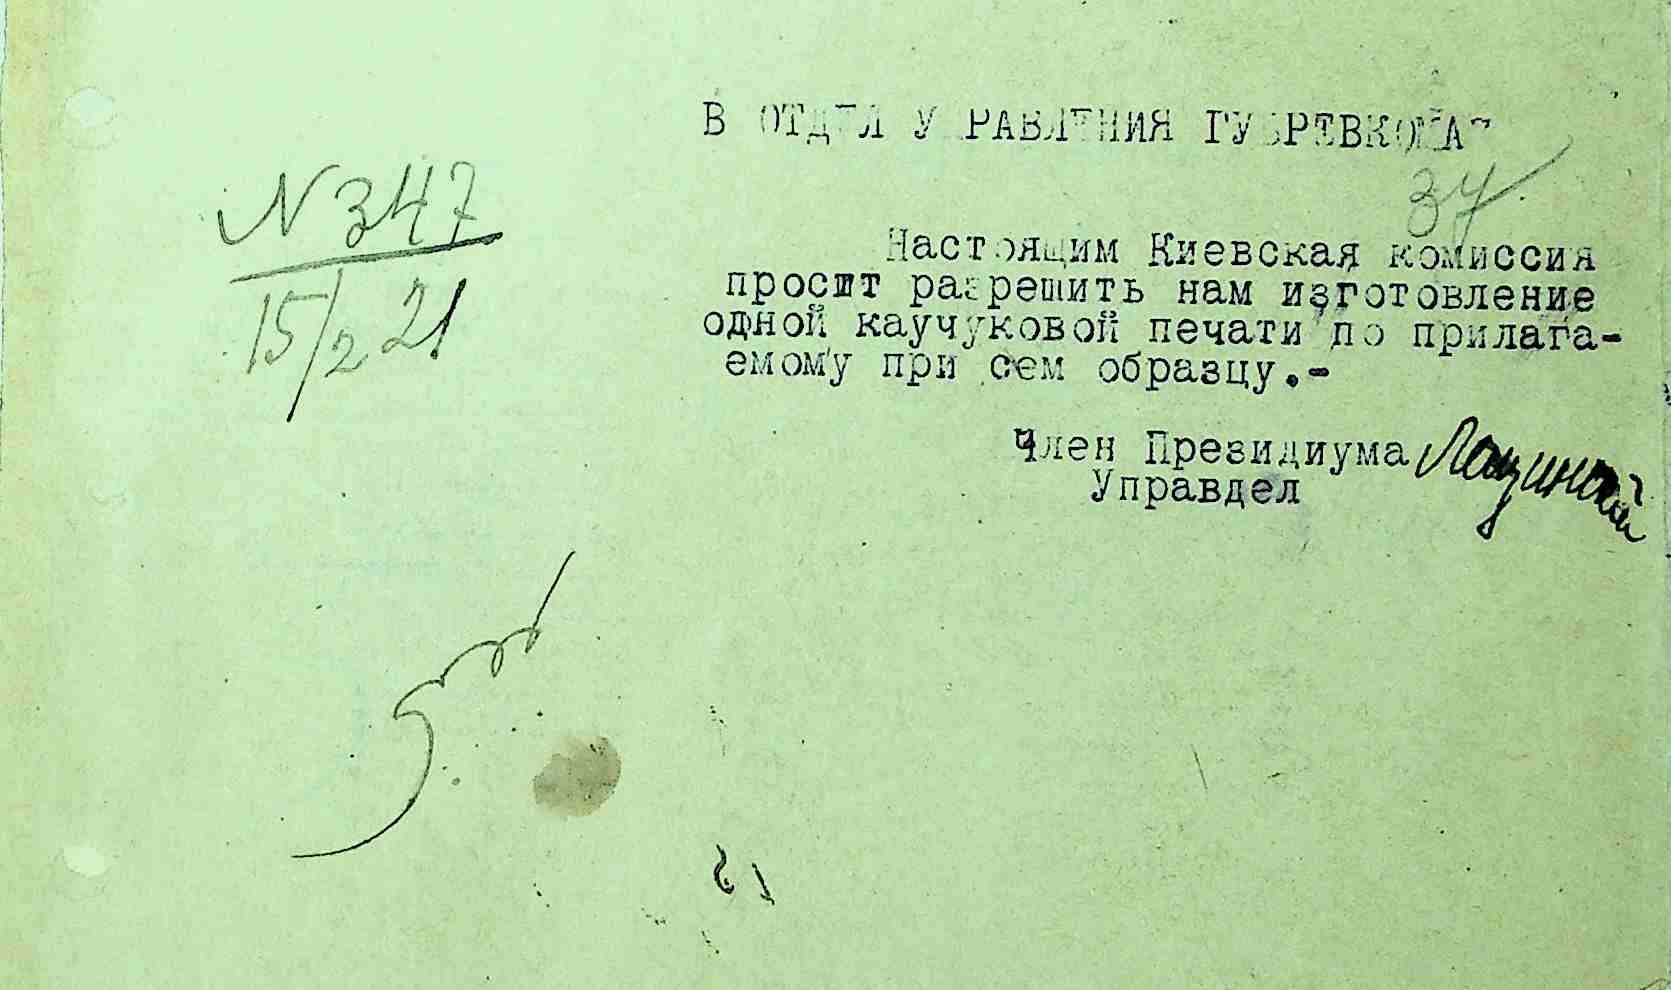 В ОТДЕЛ УПРАВЛЕНИЯ ГУБРЕВКОМА
37
N 347
15/2 21
Настоящим Киевская комиссия
просит разрешить нам изготовление
одной каучуковой печати по прилага-
емому при сем образцу.-
Член Президиума
Управдел